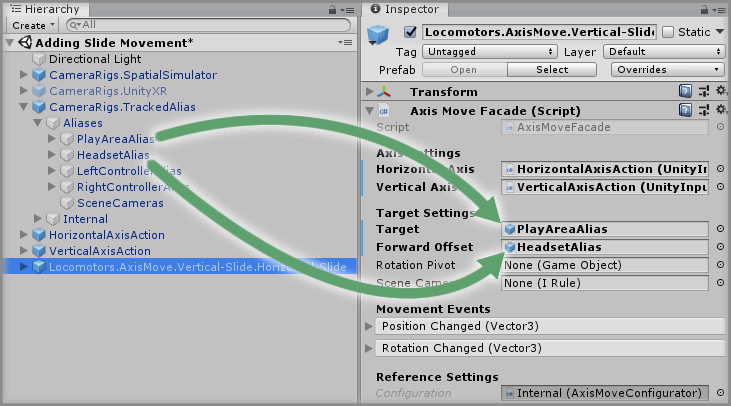 Hierarchy
Create
All
Adding Slide Movement*
Directional Light
CameraRigs.SpatialSimulator
CameraRigs.UnityXR
CameraRigs.TrackedAlias
Aliases
PlayAreaAlias
HeadsetAlias
LeftControllerAlias
RightControllerAlias
SceneCameras
Internal
HorizontalAxisAction
VerticalAxisAction
Locomotors.AxisMove.Vertical-Slide.Horizontal-Slide
Inspector
Locomotors.AxisMove.Vertical-Slide
Static
Tag Untagged Layer Default
Prefab Open Select Overrides
Transform
Axis Move Facade (Script)
Script AxisMoveFacade
Axis Settings
Horizontal Axis HorizontalAxisAction (UnityInpu
Vertical Axis VerticalAxisAction (UnityInpu
Target Settings
Target PlayAreaAlias
Forward Offset HeadsetAlias
Rotation Pivot None (Game Object)
Scene Cameras None (I Rule)
Movement Events
Position Changed (Vector3)
Rotation Changed (Vector3)
Reference Settings
Configuration Internal (AxisMoveConfigurator)